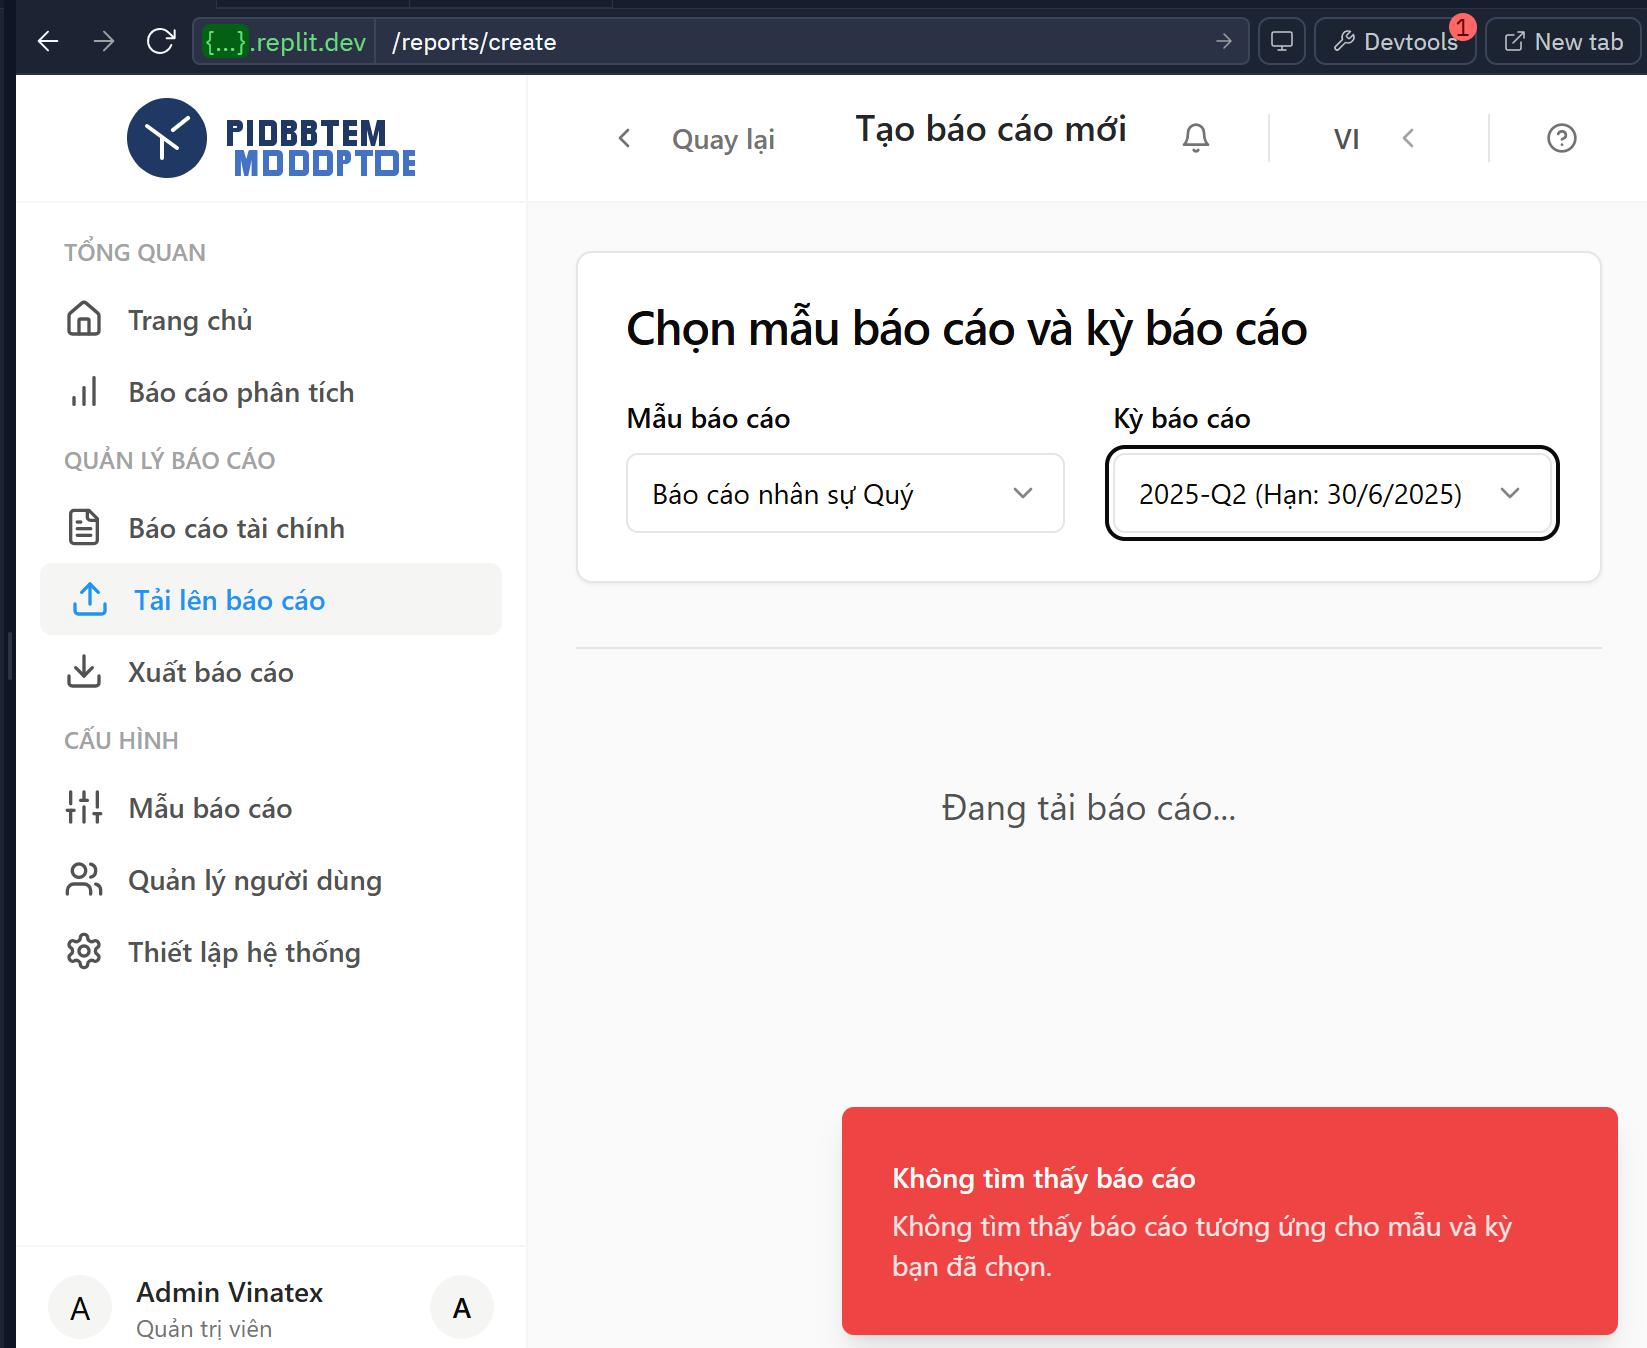 {...}.replit.dev /reports/create
Devtools 1
New tab
PIDBBTEM
MDDDPTDE
Quay lại
Tạo báo cáo mới
VI
TỔNG QUAN
Trang chủ
Báo cáo phân tích
QUẢN LÝ BÁO CÁO
Báo cáo tài chính
Tải lên báo cáo
Xuất báo cáo
CẤU HÌNH
Mẫu báo cáo
Quản lý người dùng
Thiết lập hệ thống
A
Admin Vinatex
Quản trị viên
A
Chọn mẫu báo cáo và kỳ báo cáo
Mẫu báo cáo
Báo cáo nhân sự Quý
Kỳ báo cáo
2025-Q2 (Hạn: 30/6/2025)
Đang tải báo cáo...
Không tìm thấy báo cáo
Không tìm thấy báo cáo tương ứng cho mẫu và kỳ
bạn đã chọn.